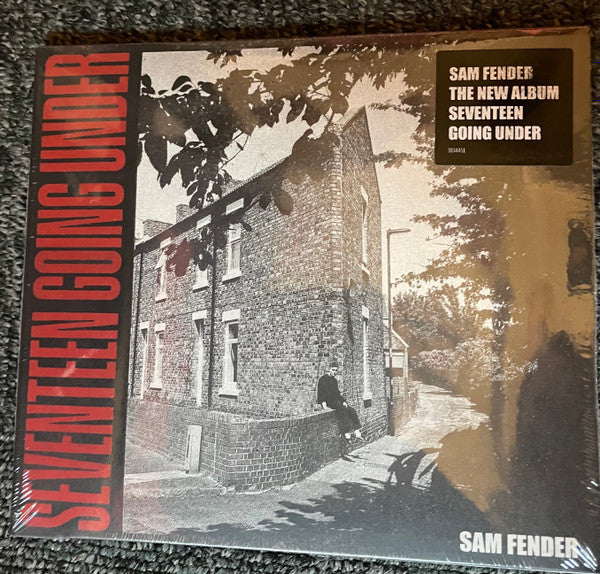 SEVENTEEN GOING UNDER
SAM FENDER
THE NEW ALBUM
SEVENTEEN
GOING UNDER
SAM FENDER